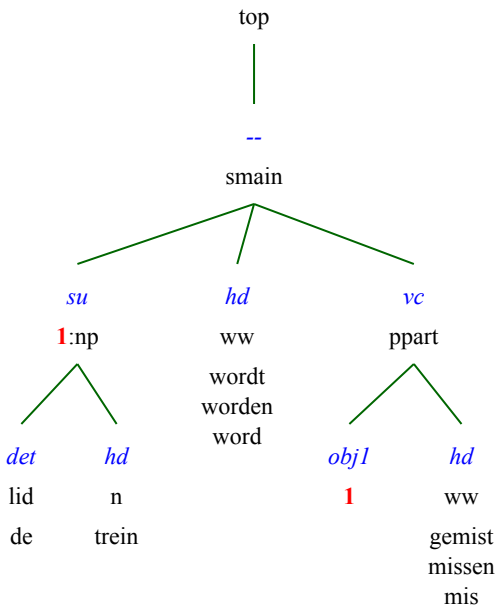 top
--
smain
su hd vc
1:np ww ppart
wordt
worden
word
det hd obj1 hd
lid n 1 ww
de trein gemist
missen
mis